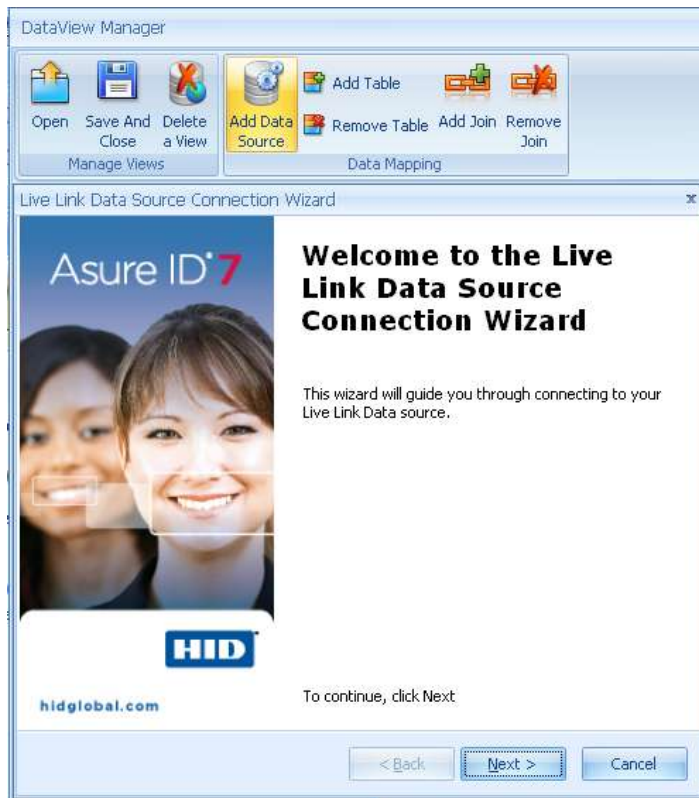 DataView Manager
Open
Save And
Close
Delete
a View
Manage Views
Add Data
Source
Add Table
Remove Table
Add Join
Remove
Join
Data Mapping
Live Link Data Source Connection Wizard
x
Asure ID 7
HID
hidglobal.com
Welcome to the Live
Link Data Source
Connection Wizard
This wizard will guide you through connecting to your
Live Link Data source.
To continue, click Next
< Back
Next >
Cancel